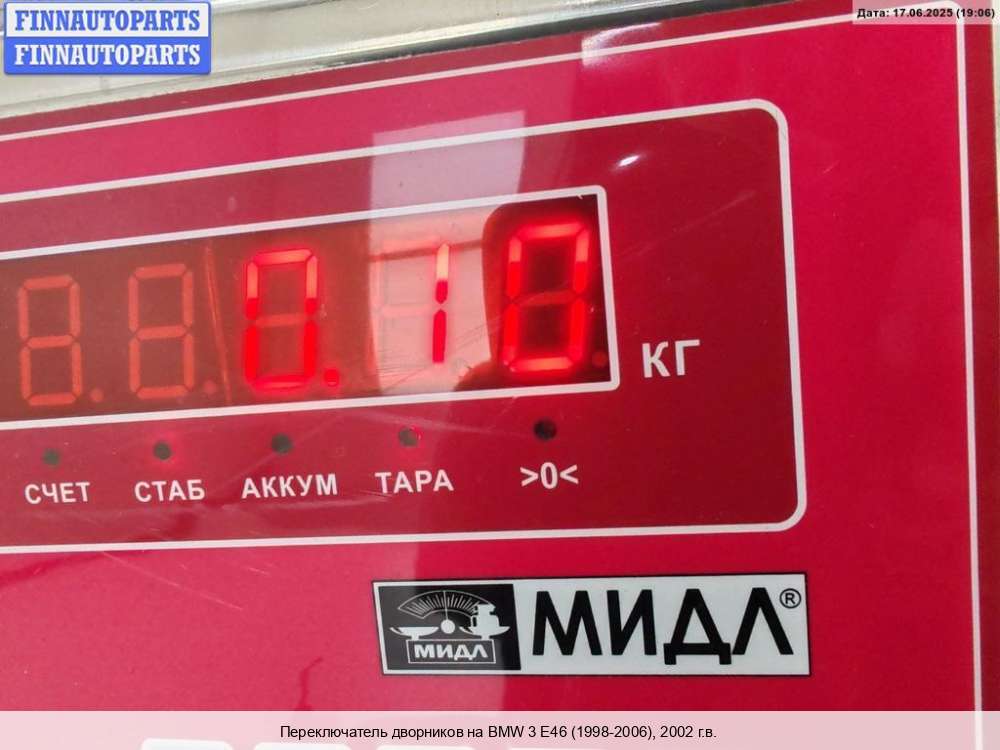 FINNAUTOPARTS
FINNAUTOPARTS
Дата: 17.06.2025 (19:06)
0.10
КГ
СЧЕТ СТАБ АККУМ ТАРА >0<
МИДЛ
МИДЛ®
Переключатель дворников на BMW 3 E46 (1998-2006), 2002 г.в.